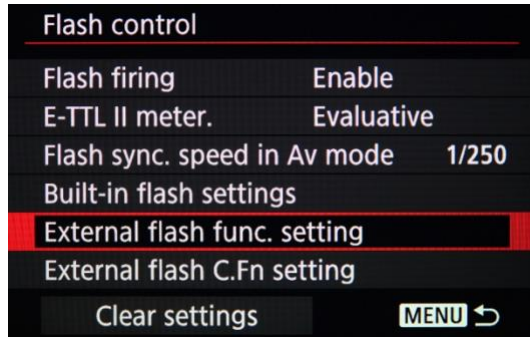 Flash control
Flash firing Enable
E-TTL II meter. Evaluative
Flash sync. speed in Av mode 1/250
Built-in flash settings
External flash func. setting
External flash C.Fn setting
Clear settings MENU